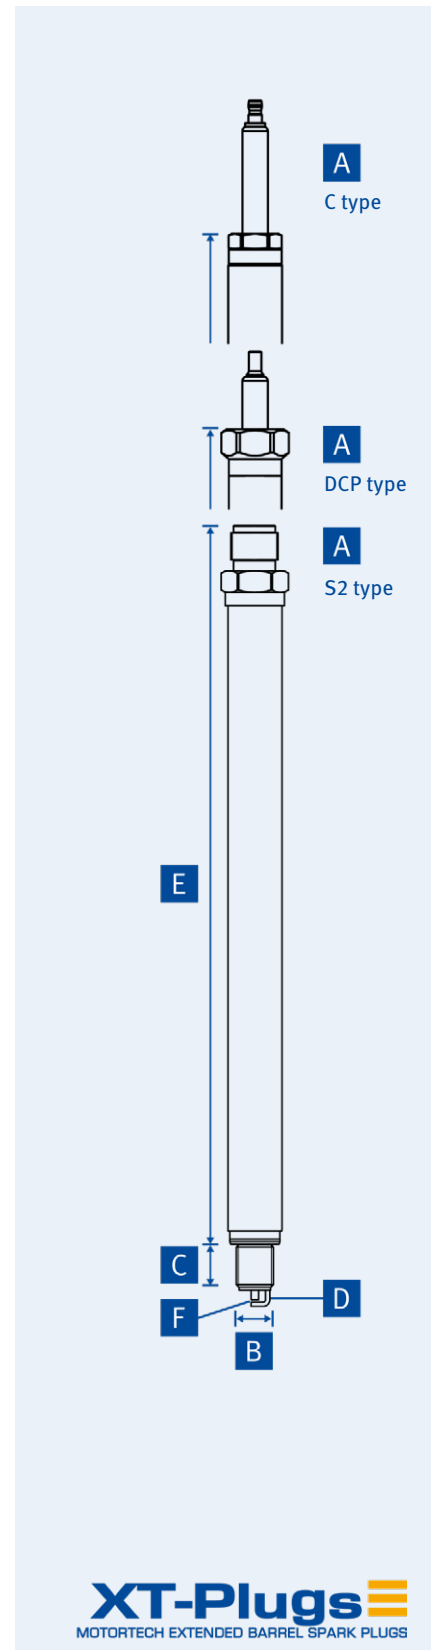 A
C type
A
DCP type
A
S2 type
E
C
D
F
B
XT-Plugs
MOTORTECH EXTENDED BARREL SPARK PLUGS